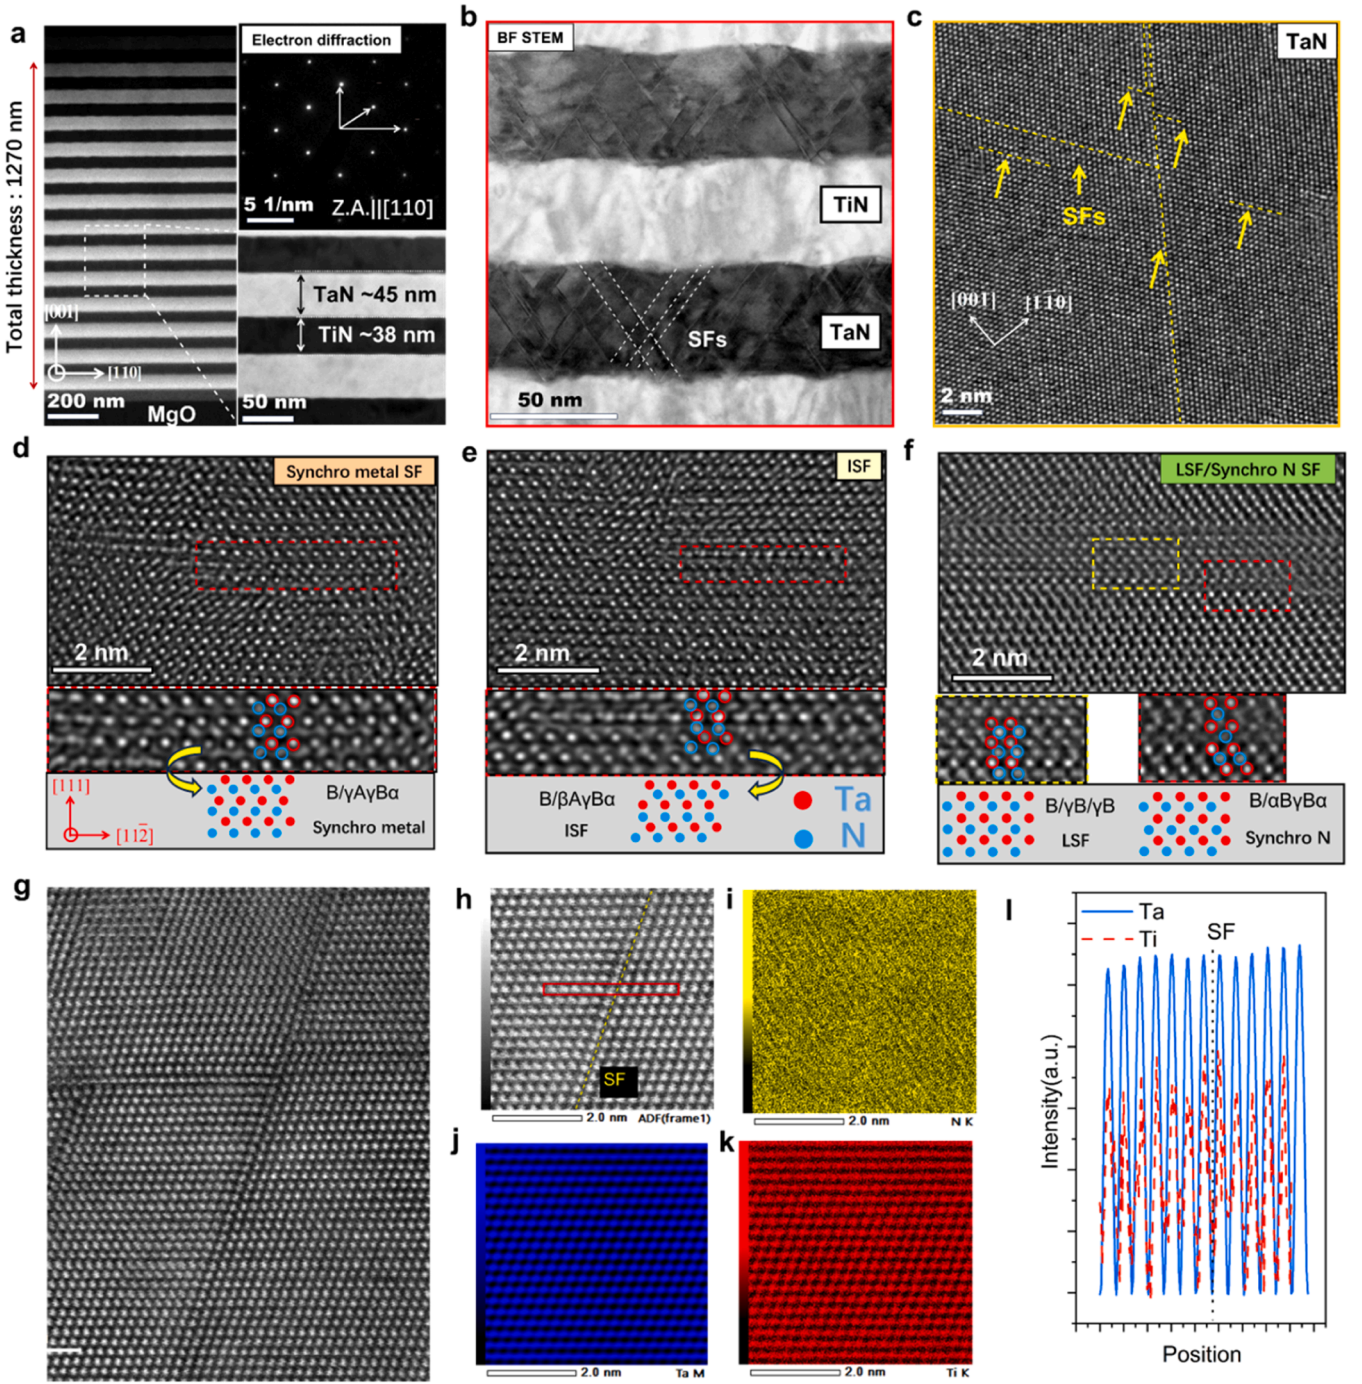 a
Total thickness : 1270 nm
[001]
[110]
200 nm
MgO
Electron diffraction
5 1/nm
Z.A.||[110]
TaN ~45 nm
TiN ~38 nm
50 nm
b
BF STEM
TiN
TaN
SFs
50 nm
c
TaN
SFs
[001]
2 nm
d
Synchro metal SF
2 nm
[111]
[112̅]
B/γAγBα
Synchro metal
e
ISF
2 nm
B/βAγBα
ISF
Ta
N
f
LSF/Synchro N SF
2 nm
B/γB/γB
LSF
B/αBγBα
Synchro N
g
h
SF
2.0 nm
ADF(frame1)
i
2.0 nm
N K
j
2.0 nm
Ta M
k
2.0 nm
Ti K
l
Ta
Ti
SF
Intensity(a.u.)
Position